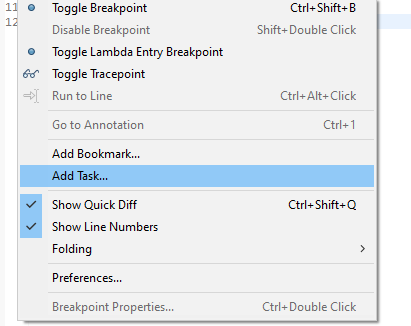 11
12
Toggle Breakpoint Ctrl+Shift+B
Disable Breakpoint Shift+Double Click
Toggle Lambda Entry Breakpoint
Toggle Tracepoint
Run to Line Ctrl+Alt+Click
Go to Annotation Ctrl+1
Add Bookmark...
Add Task...
Show Quick Diff Ctrl+Shift+Q
Show Line Numbers
Folding
Preferences...
Breakpoint Properties... Ctrl+Double Click